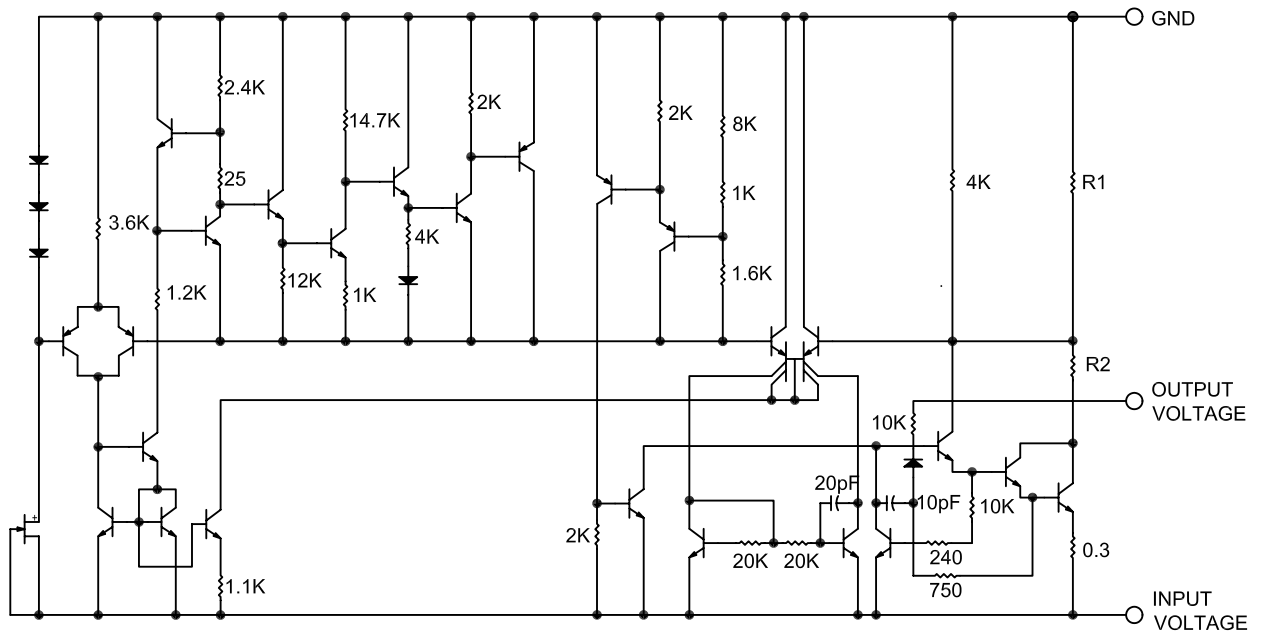 GND
2.4K
2K
14.7K
2K
8K
25
1K
4K
R1
3.6K
4K
12K
1.6K
1.2K
1K
R2
OUTPUT
VOLTAGE
10K
20pF
10pF
10K
2K
20K
20K
240
0.3
1.1K
750
INPUT
VOLTAGE
+